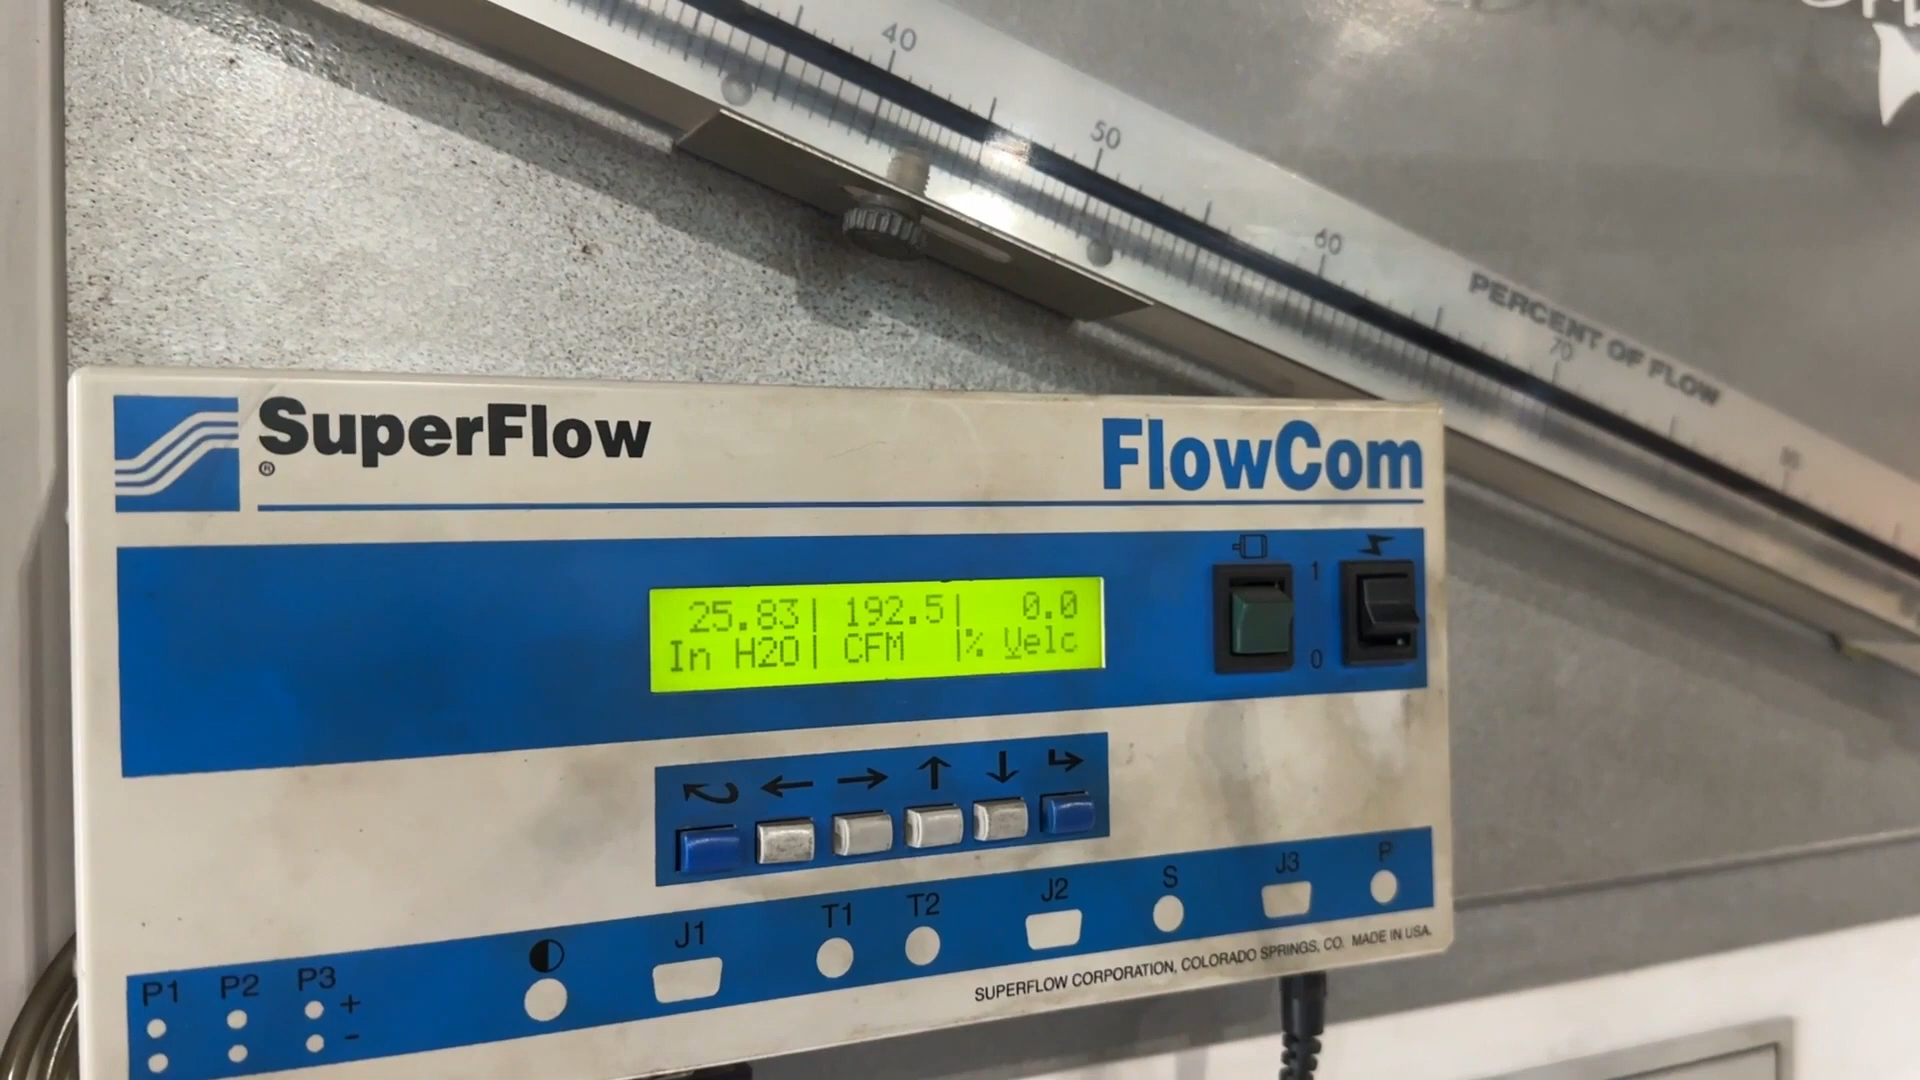 40
50
60
PERCENT OF FLOW
70
80
SuperFlow
®
FlowCom
25.83| 192.5| 0.0
In H2O| CFM |% Velc
1
0
J1 T1 T2 J2 S J3 P
P1 P2 P3
+
-
SUPERFLOW CORPORATION, COLORADO SPRINGS, CO. MADE IN USA.